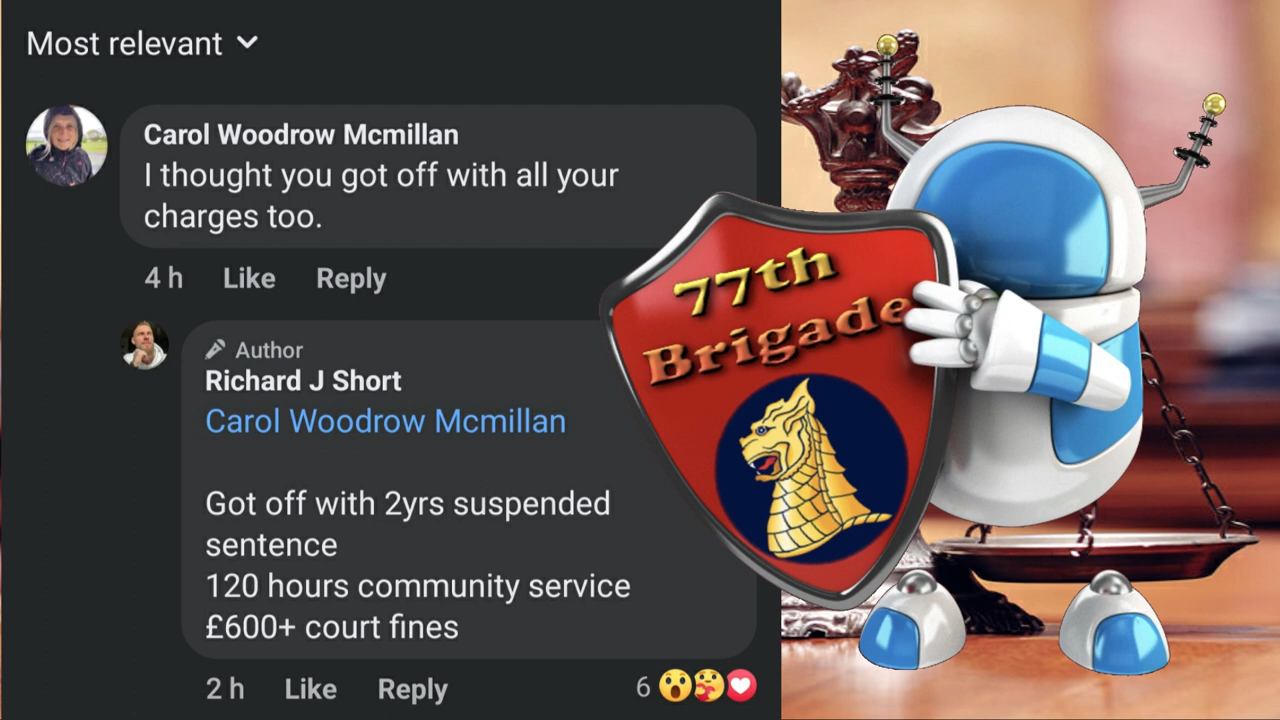 Most relevant
Carol Woodrow Mcmillan
I thought you got off with all your
charges too.
4 h Like Reply
Author
Richard J Short
Carol Woodrow Mcmillan
Got off with 2yrs suspended
sentence
120 hours community service
£600+ court fines
2 h Like Reply 6
77th
Brigade